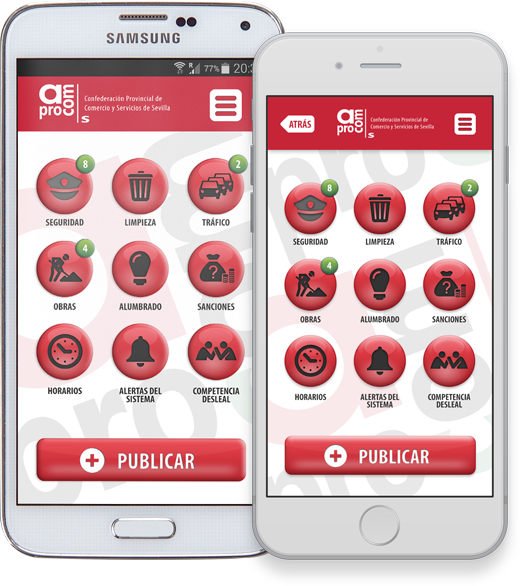 SAMSUNG
R
77%
20:3
a
com
pro
s
Confederación Provincial de
Comercio y Servicios de Sevilla
8
2
SEGURIDAD
LIMPIEZA
TRÁFICO
4
?
OBRAS
ALUMBRADO
SANCIONES
HORARIOS
ALERTAS DEL
SISTEMA
COMPETENCIA
DESLEAL
+ PUBLICAR
ATRÁS
a
com
pro
s
Confederación Provincial de
Comercio y Servicios de Sevilla
8
2
SEGURIDAD
LIMPIEZA
TRÁFICO
4
?
OBRAS
ALUMBRADO
SANCIONES
HORARIOS
ALERTAS DEL
SISTEMA
COMPETENCIA
DESLEAL
+ PUBLICAR